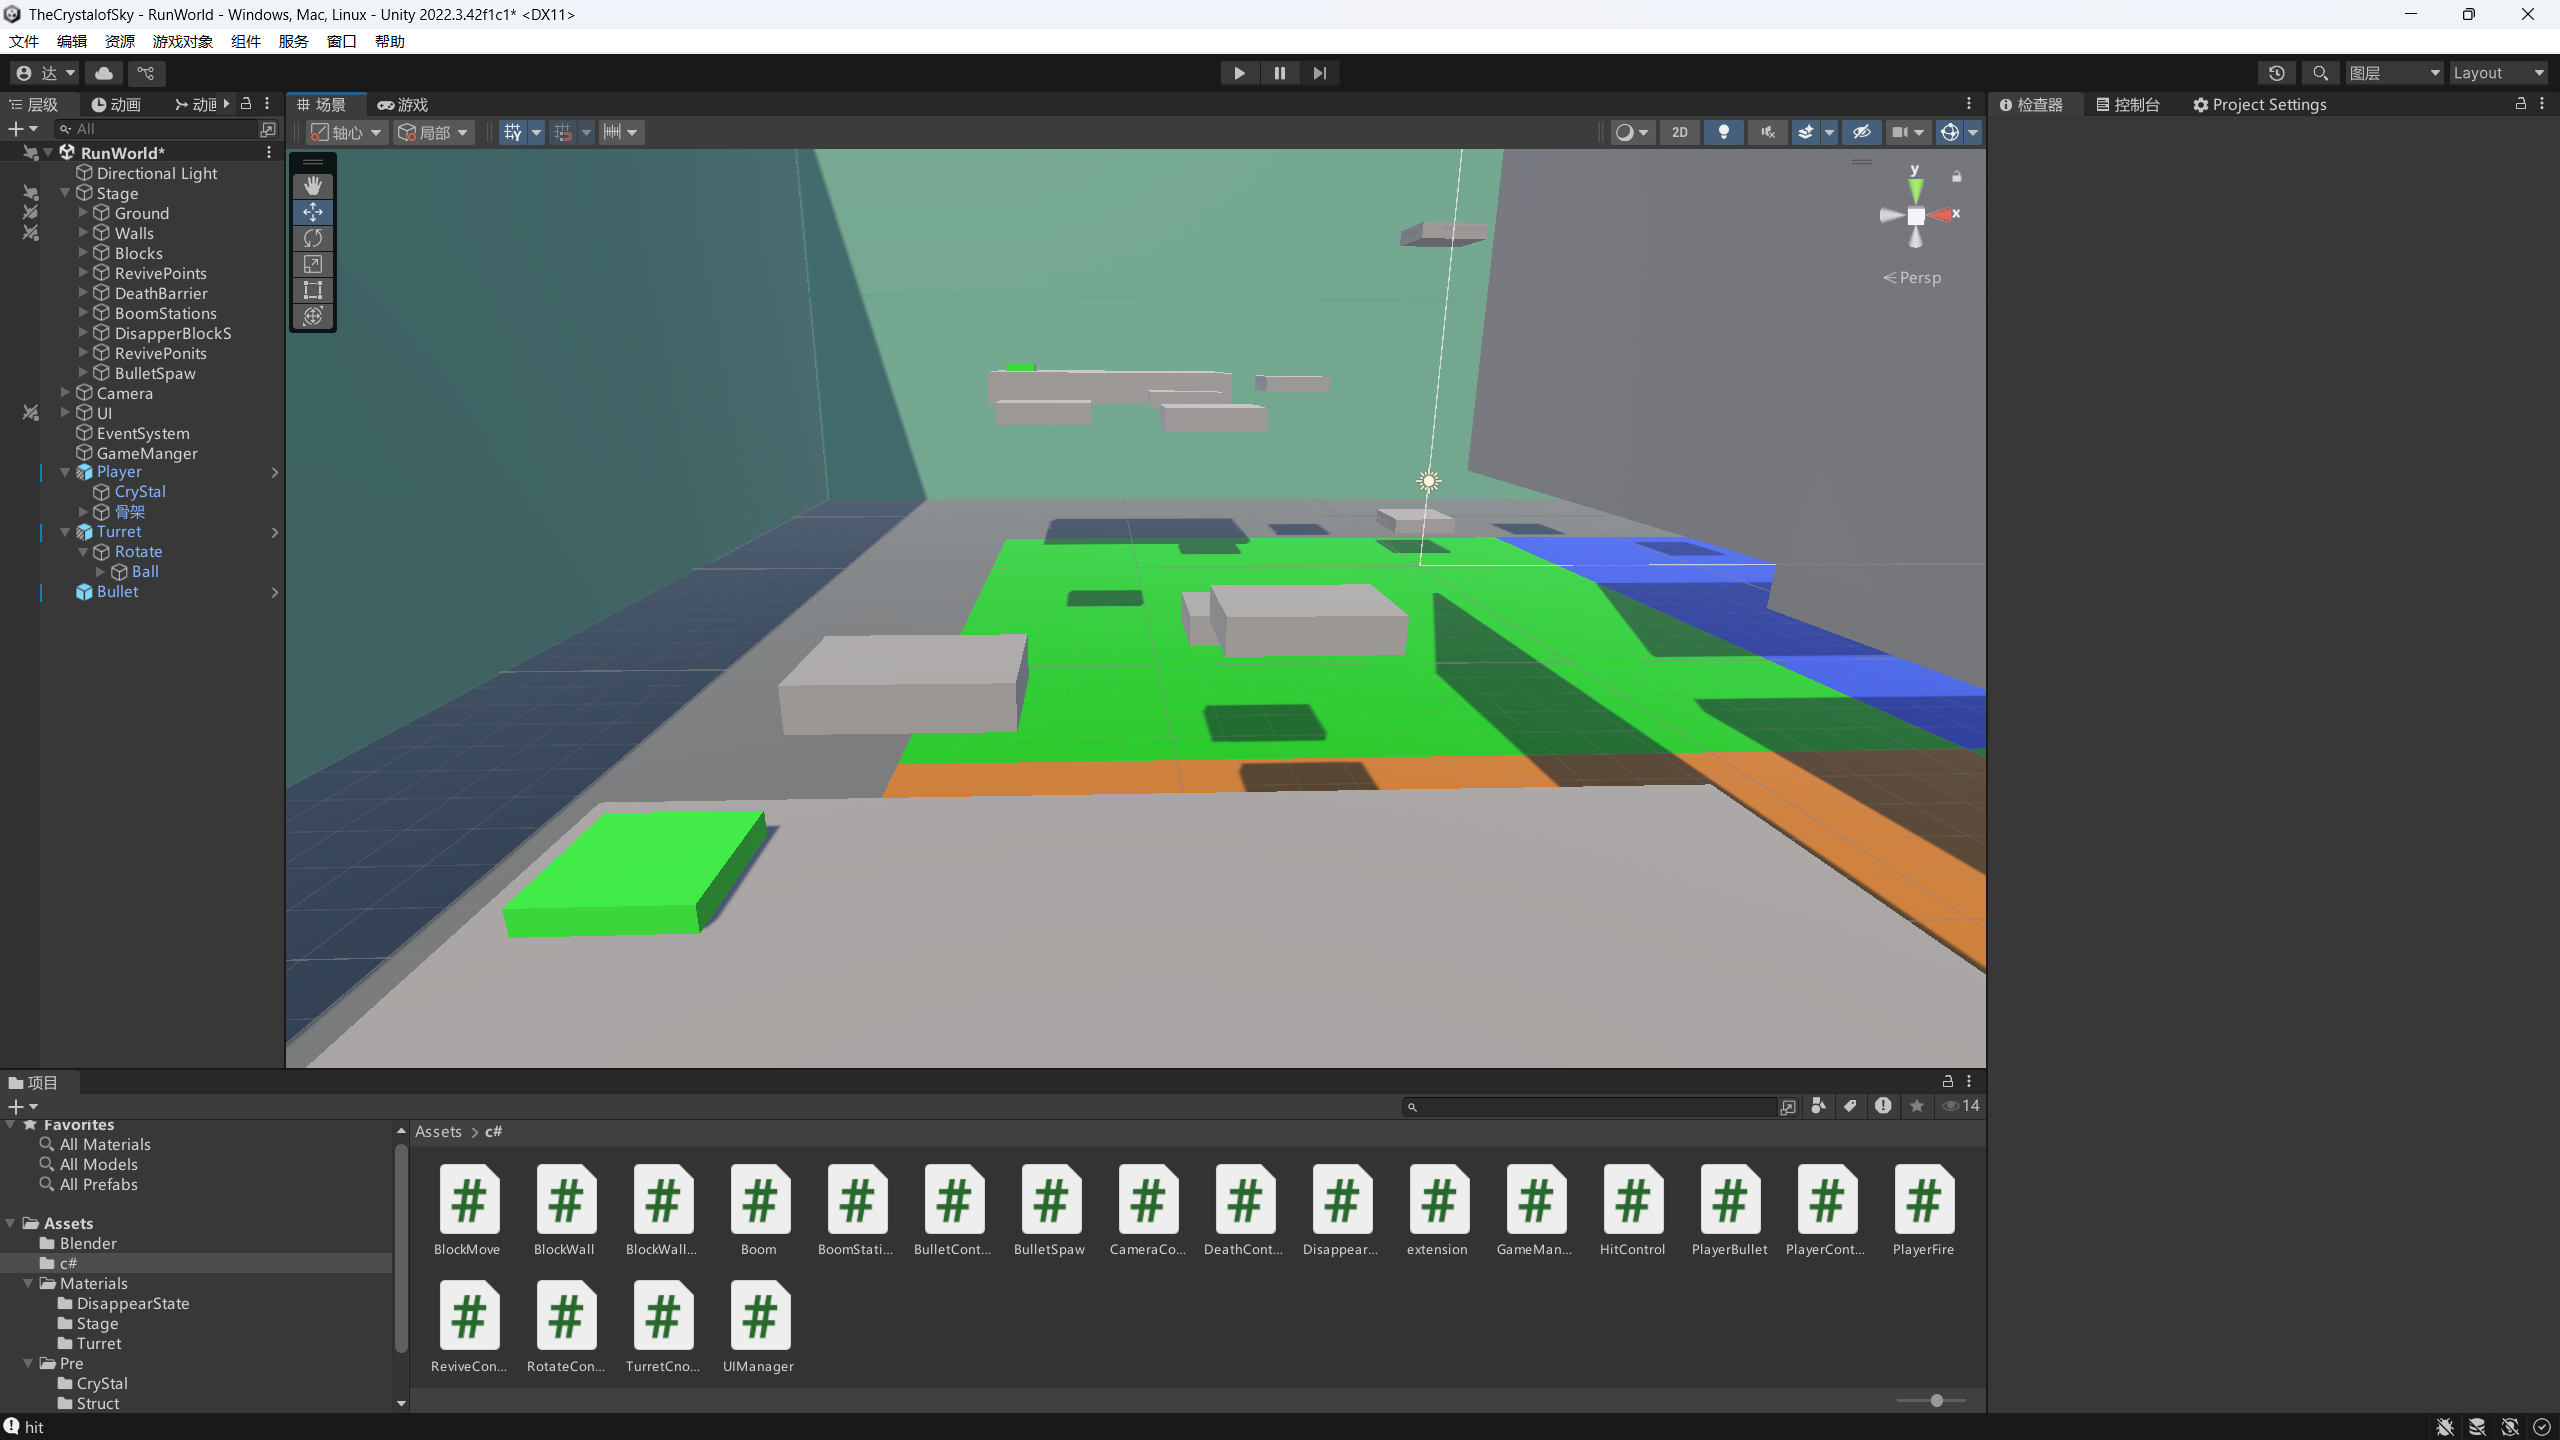 TheCrystalofSky - RunWorld - Windows, Mac, Linux - Unity 2022.3.42f1c1* <DX11>
文件 编辑 资源 游戏对象 组件 服务 窗口 帮助
达
图层
Layout
层级 动画 动画
场景 游戏
检查器 控制台 Project Settings
All
轴心 局部
2D
RunWorld*
Directional Light
Stage
Ground
Walls
Blocks
RevivePoints
DeathBarrier
BoomStations
DisapperBlockS
RevivePonits
BulletSpaw
Camera
UI
EventSystem
GameManger
Player
CryStal
骨架
Turret
Rotate
Ball
Bullet
y
x
Persp
项目
14
Favorites
All Materials
All Models
All Prefabs
Assets
Blender
c#
Materials
DisappearState
Stage
Turret
Pre
CryStal
Struct
Assets > c#
BlockMove BlockWall BlockWall... Boom BoomStati... BulletCont... BulletSpaw CameraCo... DeathCont... Disappear... extension GameMan... HitControl PlayerBullet PlayerCont... PlayerFire
ReviveCon... RotateCon... TurretCno... UIManager
hit